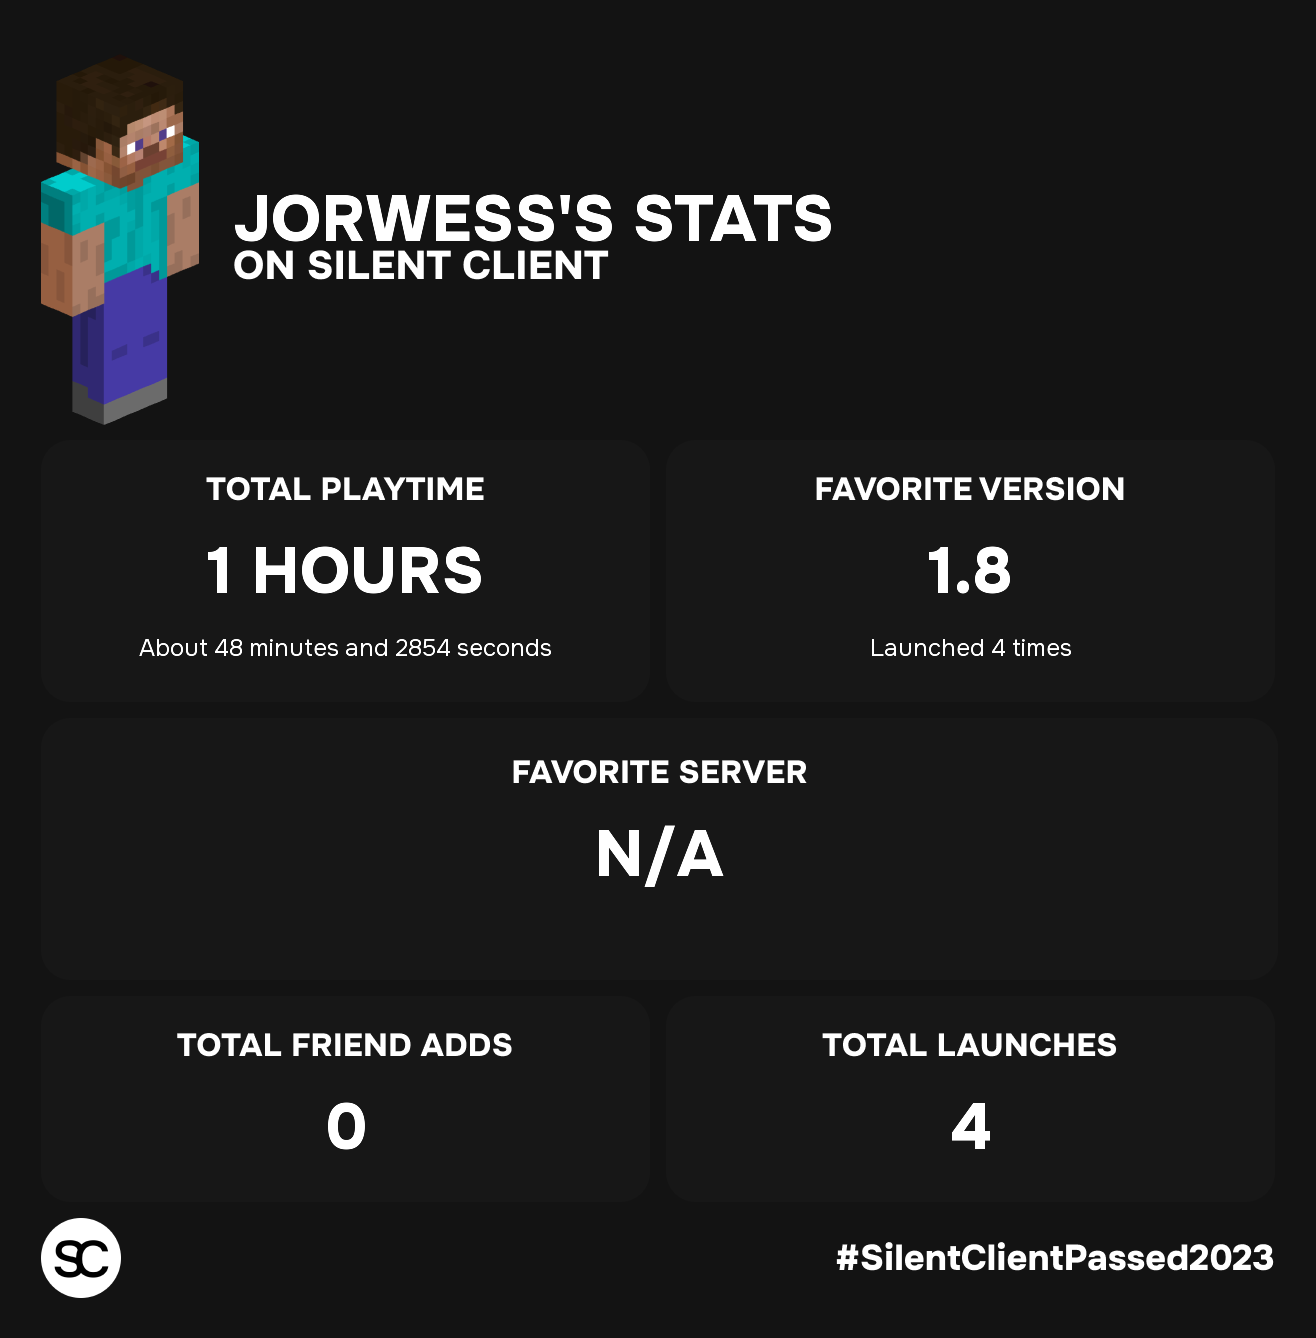 JORWESS'S STATS
ON SILENT CLIENT
TOTAL PLAYTIME
1 HOURS
About 48 minutes and 2854 seconds
FAVORITE VERSION
1.8
Launched 4 times
FAVORITE SERVER
N/A
TOTAL FRIEND ADDS
0
TOTAL LAUNCHES
4
SC
#SilentClientPassed2023